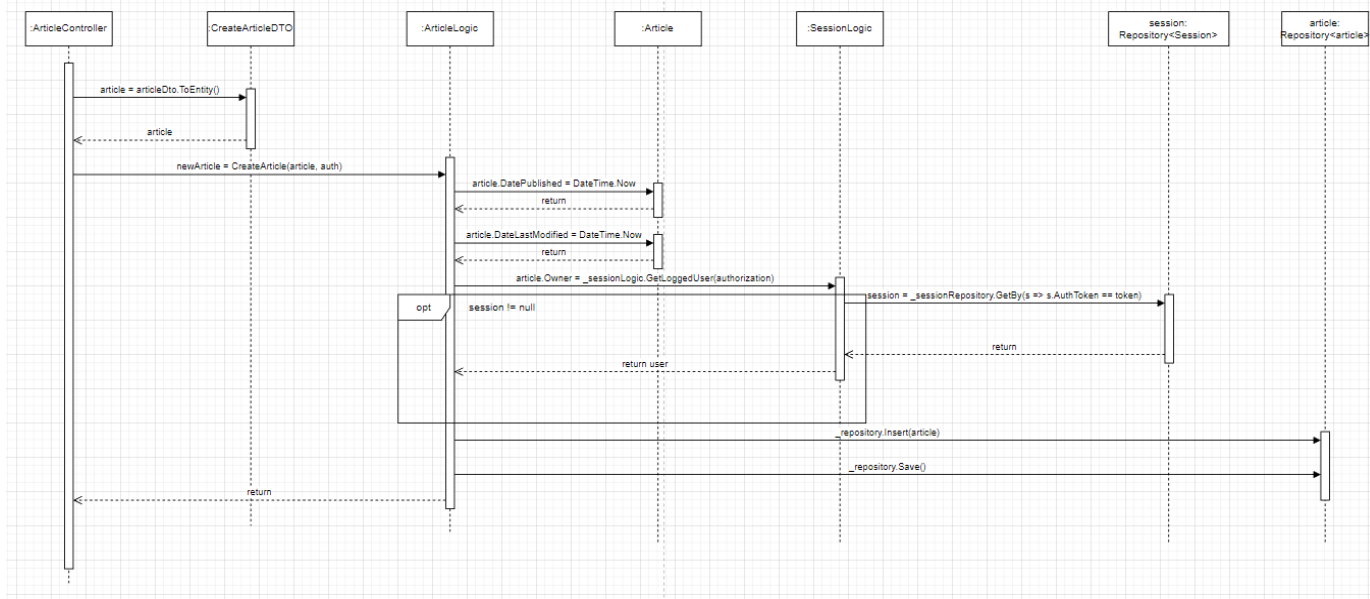 :ArticleController
:CreateArticleDTO
:ArticleLogic
:Article
:SessionLogic
session:
Repository<Session>
article:
Repository<article>
article = articleDto.ToEntity()
article
newArticle = CreateArticle(article, auth)
article.DatePublished = DateTime.Now
return
article.DateLastModified = DateTime.Now
return
article.Owner = _sessionLogic.GetLoggedUser(authorization)
session = _sessionRepository.GetBy(s => s.AuthToken == token)
opt
session != null
return
return user
_repository.Insert(article)
_repository.Save()
return